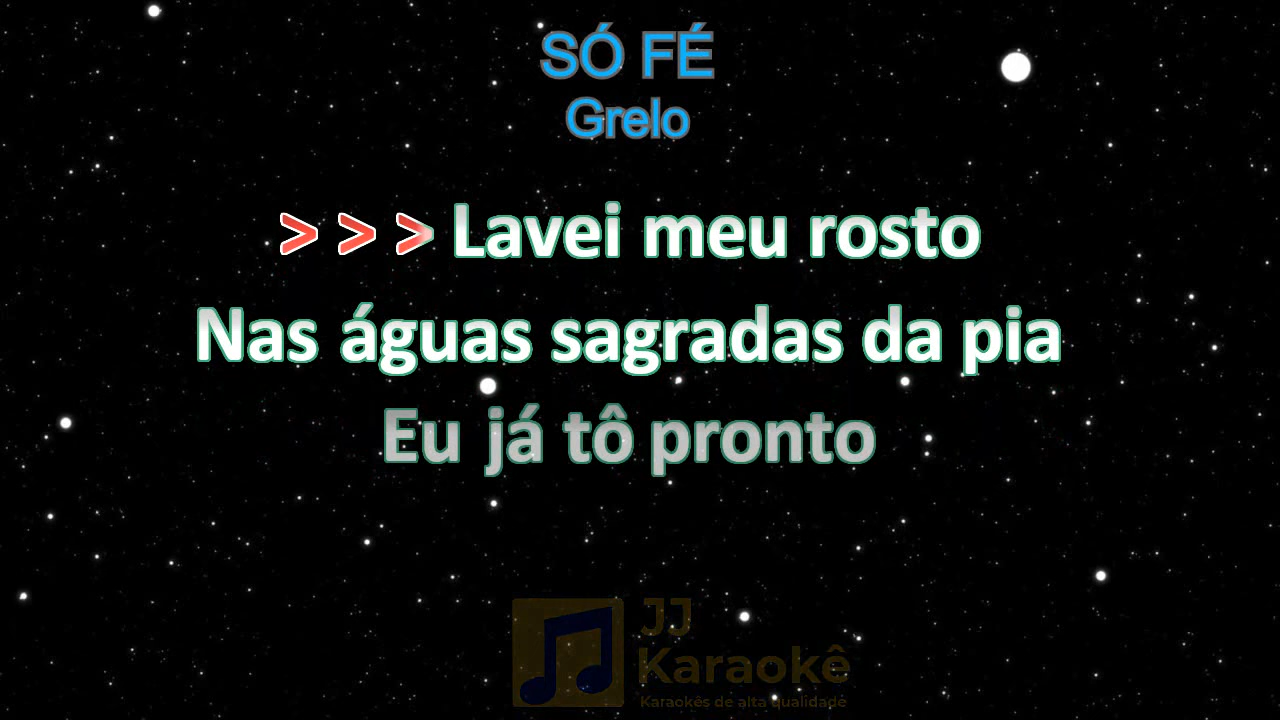 SÓ FÉ
Grelo
> > > Lavei meu rosto
Nas águas sagradas da pia
Eu já tô pronto
JJ
Karaokê
Karaokês de alta qualidade